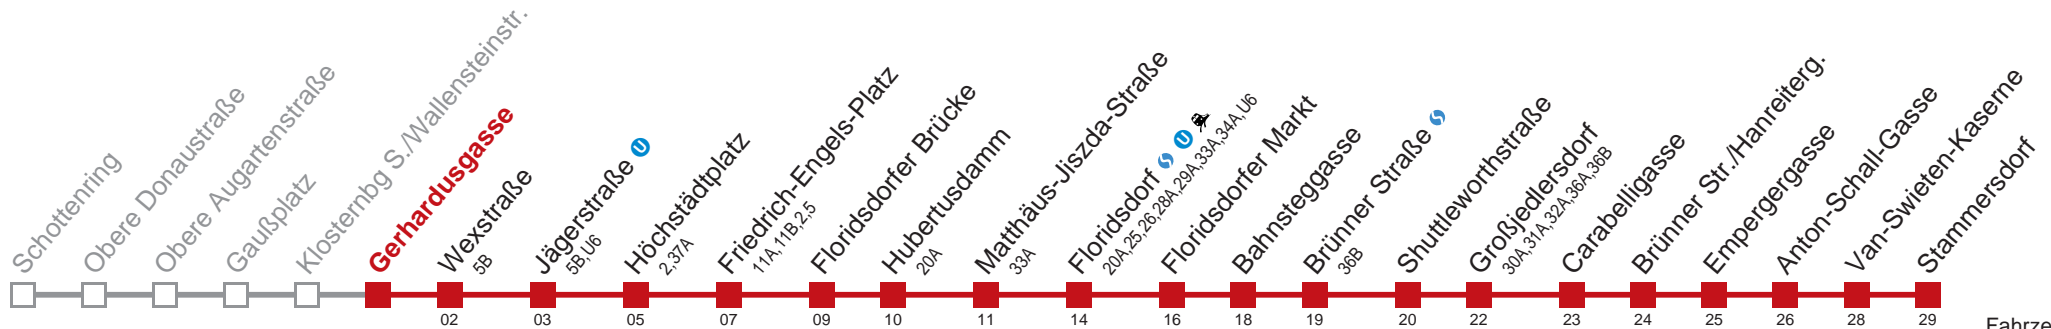 Schottenring
Obere Donaustraße
Obere Augartenstraße
Gaußplatz
Klosternbg S./Wallensteinstr.
Gerhardusgasse
Wexstraße
5B
Jägerstraße U
5B,U6
Höchstädtplatz
2,37A
Friedrich-Engels-Platz
11A,11B,2,5
Floridsdorfer Brücke
Hubertusdamm
20A
Matthäus-Jiszda-Straße
33A
Floridsdorf S U
20A,25,26,28A,29A,33A,34A,U6
Floridsdorfer Markt
Bahnsteggasse
Brünner Straße S
36B
Shuttleworthstraße
Großjedlersdorf
30A,31A,32A,36A,36B
Carabelligasse
Brünner Str./Hanreiterg.
Empergergasse
Anton-Schall-Gasse
Van-Swieten-Kaserne
Stammersdorf
02 03 05 07 09 10 11 14 16 18 19 20 22 23 24 25 26 28 29
Fahrze